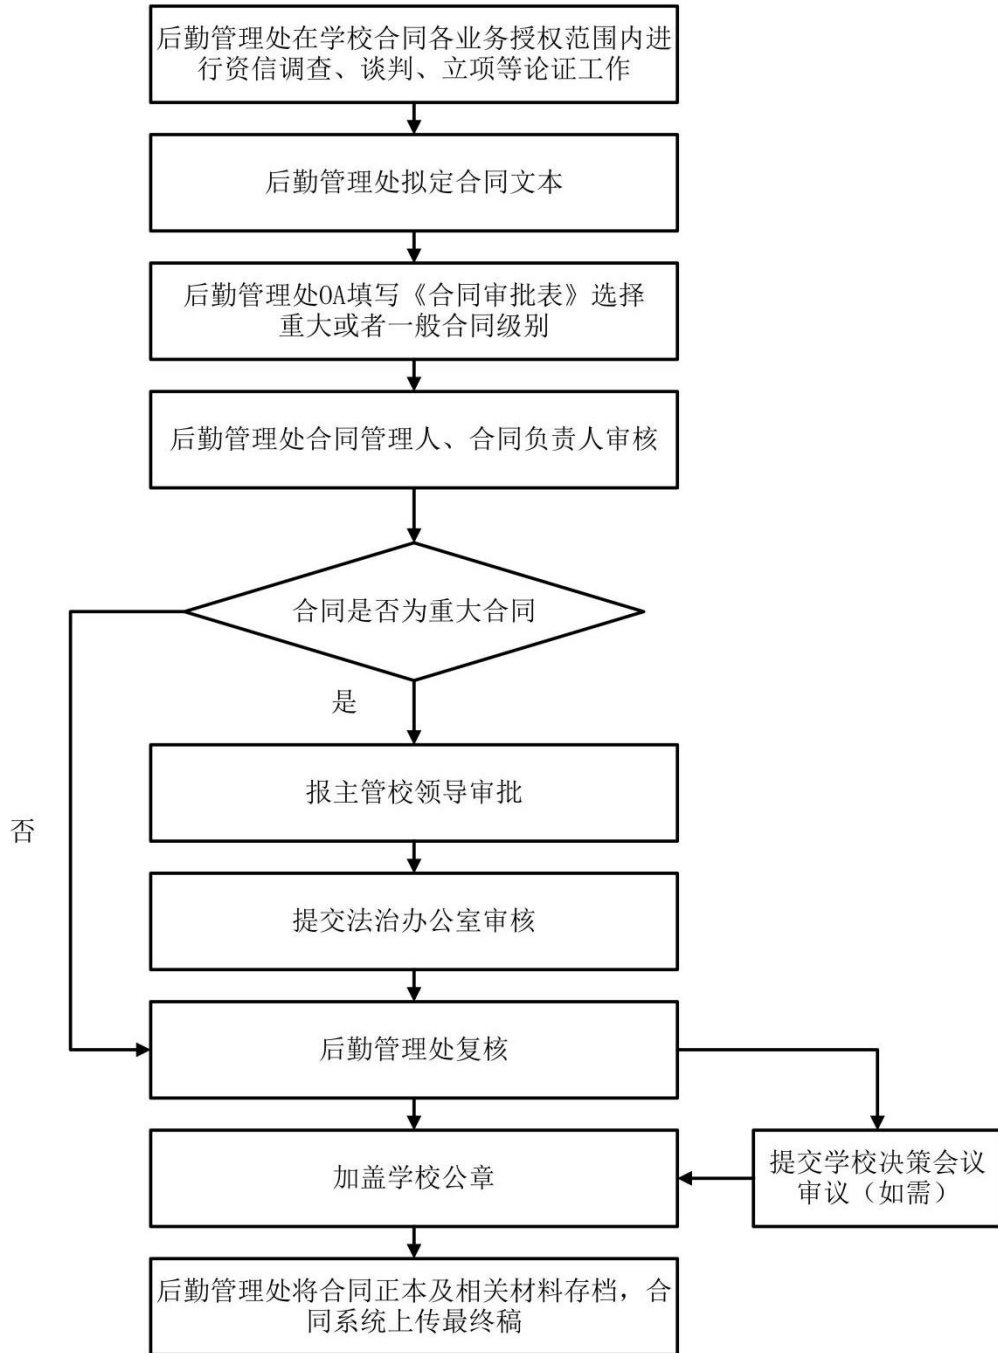 后勤管理处在学校合同各业务授权范围内进
行资信调查、谈判、立项等论证工作
后勤管理处拟定合同文本
后勤管理处OA填写《合同审批表》选择
重大或者一般合同级别
后勤管理处合同管理人、合同负责人审核
合同是否为重大合同
是
报主管校领导审批
否
提交法治办公室审核
后勤管理处复核
加盖学校公章
提交学校决策会议
审议（如需）
后勤管理处将合同正本及相关材料存档，合
同系统上传最终稿